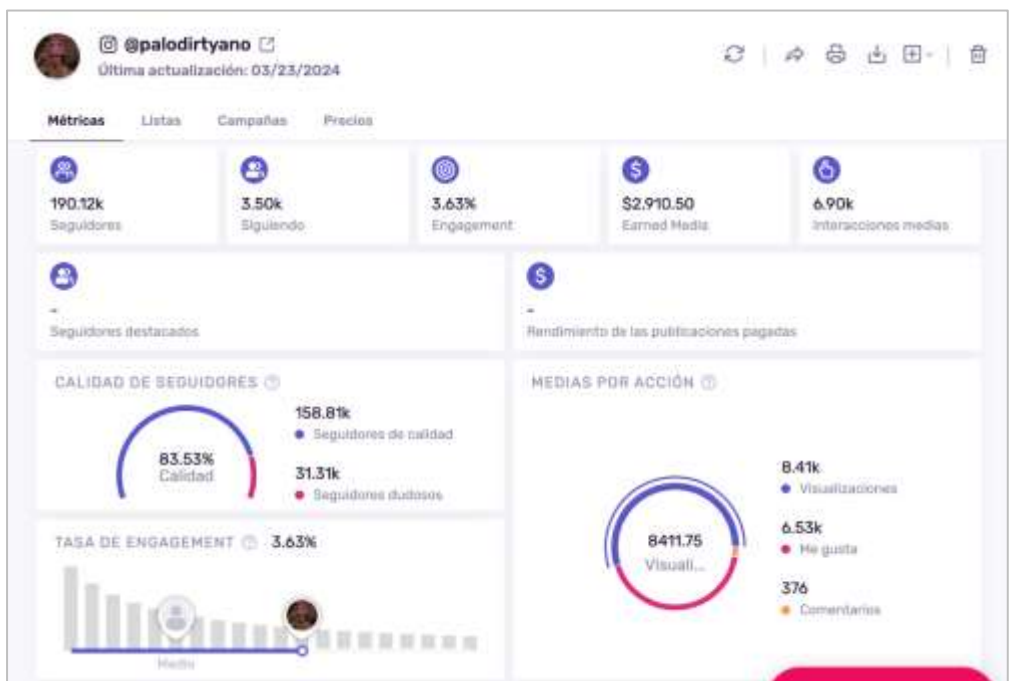 @palodirtyano
Última actualización: 03/23/2024
Métricas Listas Campañas Precios
190.12k
Seguidores
3.50k
Siguiendo
3.63%
Engagement
$2.910.50
Earned Media
6.90k
Interacciones medias
-
Seguidores destacados
-
Rendimiento de las publicaciones pagadas
CALIDAD DE SEGUIDORES
83.53%
Calidad
158.81k
Seguidores de calidad
31.31k
Seguidores dudosos
MEDIAS POR ACCIÓN
8411.75
Visuali...
8.41k
Visualizaciones
6.53k
Me gusta
376
Comentarios
TASA DE ENGAGEMENT 3.63%
Medio